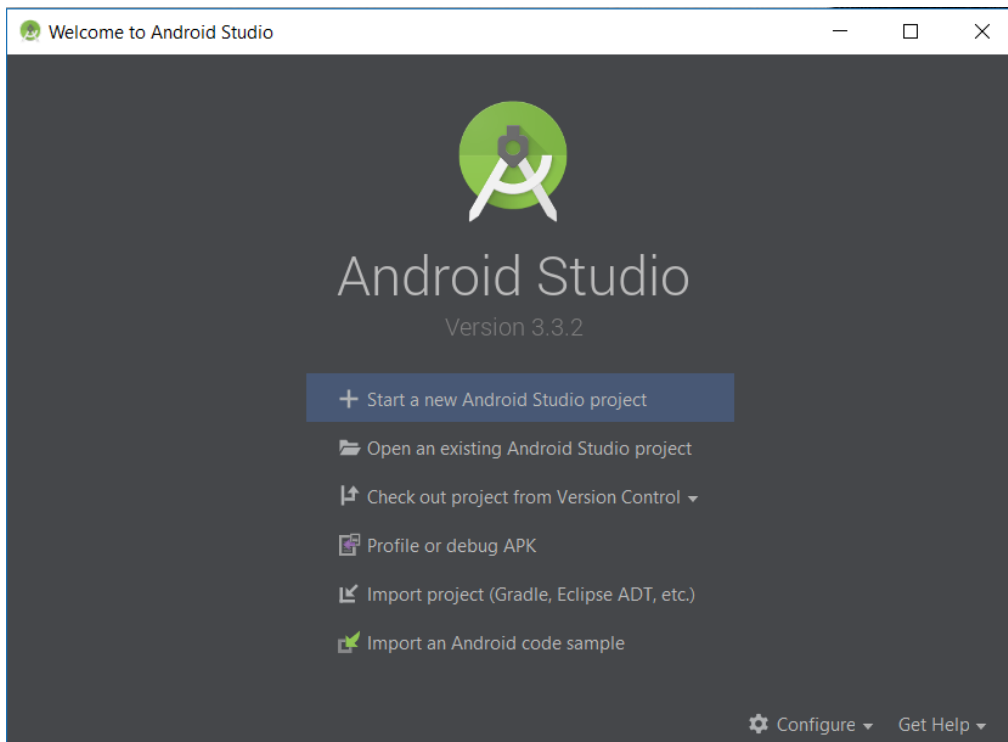 Welcome to Android Studio
Android Studio
Version 3.3.2
Start a new Android Studio project
Open an existing Android Studio project
Check out project from Version Control
Profile or debug APK
Import project (Gradle, Eclipse ADT, etc.)
Import an Android code sample
Configure Get Help